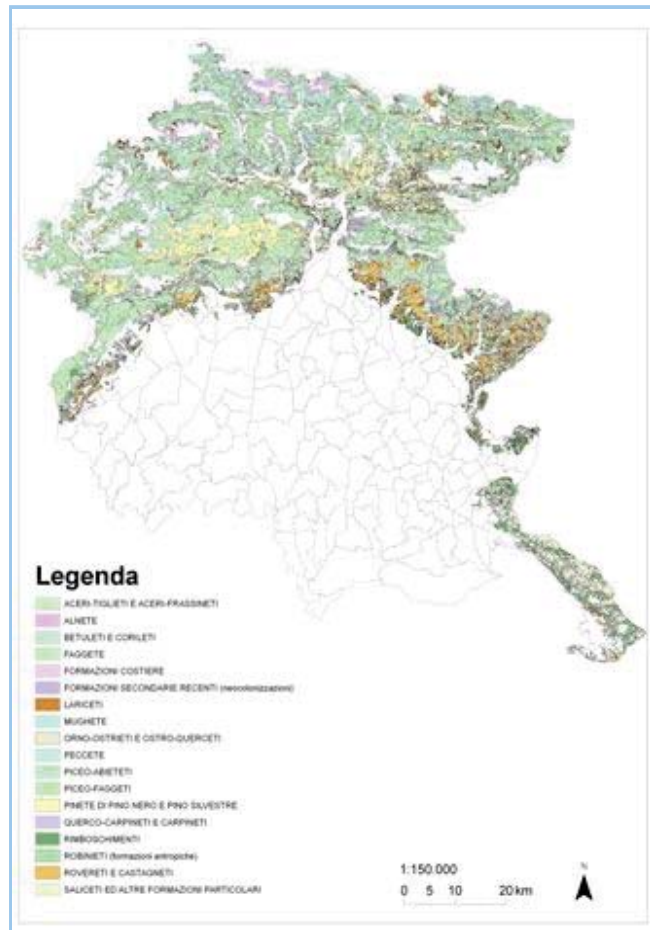 Legenda
ACERI-TIGLIETI E ACERI-FRASSINETI
ALNETE
BETULETI E CORILETI
FAGGETE
FORMAZIONI COSTIERE
FORMAZIONI SECONDARIE RECENTI (neocolonizzazioni)
LARICETI
MUGHETE
ORNO-OSTRIETI E OSTRO-QUERCETI
PECCETE
PICEO-ABIETETI
PICEO-FAGGETI
PINETE DI PINO NERO E PINO SILVESTRE
QUERCO-CARPINETI E CARPINETI
RIMBOSCHIMENTI
ROBINIETI (formazioni antropiche)
ROVERETI E CASTAGNETI
SALICETI ED ALTRE FORMAZIONI PARTICOLARI
1:150.000
0 5 10 20 km
N